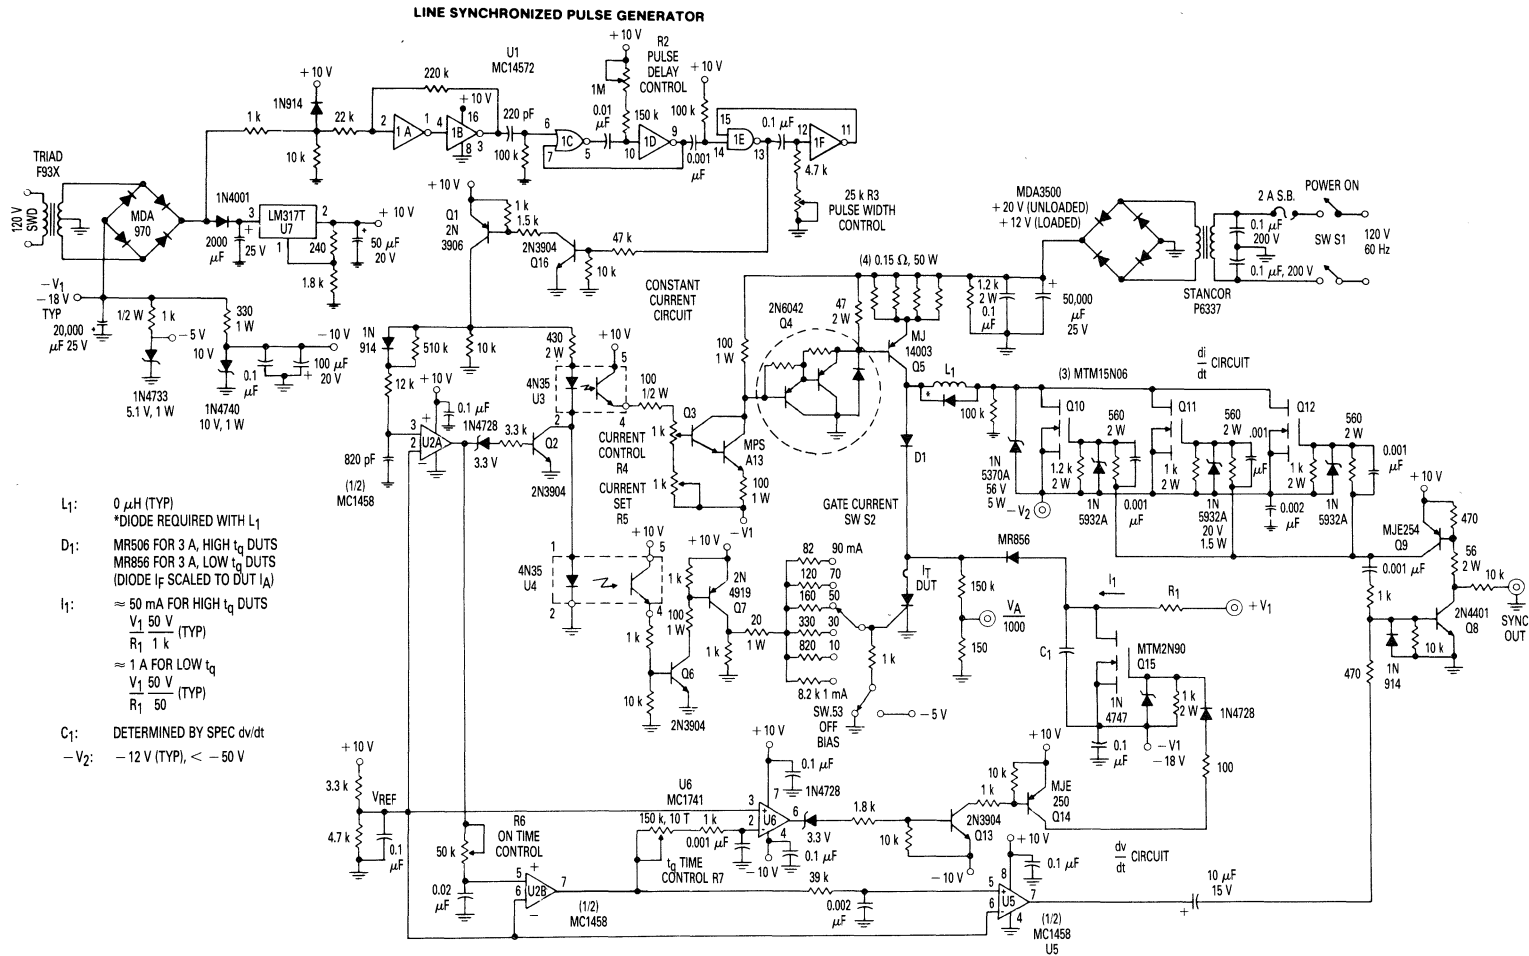 LINE SYNCHRONIZED PULSE GENERATOR
TRIAD
F93X
120 V
SWD
MDA
970
1N4001
3
LM317T
U7
2
1
+ 10 V
2000
μF
+
25 V
240
1.8 k
+
50 μF
20 V
1 k
1N914
+ 10 V
10 k
22 k
220 k
U1
MC14572
2
1 A
1
4
1B
+ 10 V
16
8
3
220 pF
100 k
6
7
1C
5
0.01
μF
+ 10 V
R2
PULSE
DELAY
CONTROL
1M
150 k
10
1D
9
0.001
μF
+ 10 V
100 k
15
14
1E
13
0.1
μF
12
1F
11
4.7 k
25 k R3
PULSE WIDTH
CONTROL
− V1
− 18 V
TYP
20,000
μF 25 V
+
1/2 W
1 k
− 5 V
1N4733
5.1 V, 1 W
330
1 W
10 V
1N4740
10 V, 1 W
0.1
μF
− 10 V
100 μF
+ 20 V
+ 10 V
Q1
2N
3906
1 k
1.5 k
2N3904
Q16
10 k
47 k
CONSTANT
CURRENT
CIRCUIT
1N
914
510 k
10 k
12 k
820 pF
(1/2)
MC1458
+ 10 V
0.1
μF
3
2
+
−
U2A
1
1N4728
3.3 V
3.3 k
Q2
2N3904
430
2 W
4N35
U3
1
2
5
4
+ 10 V
100
1/2 W
CURRENT
CONTROL
R4
1 k
CURRENT
SET
R5
1 k
Q3
MPS
A13
100
1 W
− V1
100
1 W
2N6042
Q4
47
2 W
(4) 0.15 Ω, 50 W
MJ
14003
Q5
1.2 k
2 W
0.1
μF
+
50,000
μF
25 V
MDA3500
+ 20 V (UNLOADED)
+ 12 V (LOADED)
STANCOR
P6337
2 A S.B.
0.1 μF
200 V
0.1 μF, 200 V
POWER ON
SW S1
120 V
60 Hz
L1
*
100 k
D1
di
dt
CIRCUIT
(3) MTM15N06
1N
5370A
56 V
5 W
− V2
Q10
1.2 k
2 W
560
2 W
1N
5932A
0.001
μF
Q11
1 k
2 W
560
2 W
1N
5932A
20 V
1.5 W
.001
μF
Q12
1 k
2 W
0.002
μF
560
2 W
1N
5932A
0.001
μF
+ 10 V
MJE254
Q9
470
56
2 W
10 k
SYNC
OUT
2N4401
Q8
0.001
μF
1 k
470
1N
914
10 k
4N35
U4
1
2
5
4
+ 10 V
1 k
10 k
Q6
2N3904
+ 10 V
1 k
100
1 W
2N
4919
Q7
1 k
20
1 W
GATE CURRENT
SW S2
82
90 mA
120
70
160
50
330
30
820
10
8.2 k 1 mA
1 k
SW.53
OFF
BIAS
− 5 V
IT
DUT
150 k
150
VA
1000
MR856
C1
I1
R1
+ V1
MTM2N90
Q15
1N
4747
1 k
2 W
1N4728
100
0.1
μF
− V1
− 18 V
L1: 0 μH (TYP)
*DIODE REQUIRED WITH L1
D1: MR506 FOR 3 A, HIGH tq DUTS
MR856 FOR 3 A, LOW tq DUTS
(DIODE IF SCALED TO DUT IA)
I1: ≈ 50 mA FOR HIGH tq DUTS
V1 50 V
R1 1 k
(TYP)
≈ 1 A FOR LOW tq
V1 50 V
R1 50
(TYP)
C1: DETERMINED BY SPEC dv/dt
− V2: − 12 V (TYP), < − 50 V
+ 10 V
3.3 k
VREF
4.7 k
0.1
μF
R6
ON TIME
CONTROL
50 k
0.02
μF
5
6
+
−
U2B
7
(1/2)
MC1458
U6
MC1741
150 k, 10 T
1 k
tq TIME
CONTROL R7
0.001 μF
+ 10 V
0.1
μF
3
2
+
−
U6
7
6
4
− 10 V
0.1
μF
1N4728
3.3 V
1.8 k
10 k
2N3904
Q13
− 10 V
1 k
10 k
+ 10 V
MJE
250
Q14
39 k
0.002
μF
5
6
+
−
U5
8
7
4
+ 10 V
0.1 μF
(1/2)
MC1458
U5
dv
dt
CIRCUIT
10 μF
15 V
+